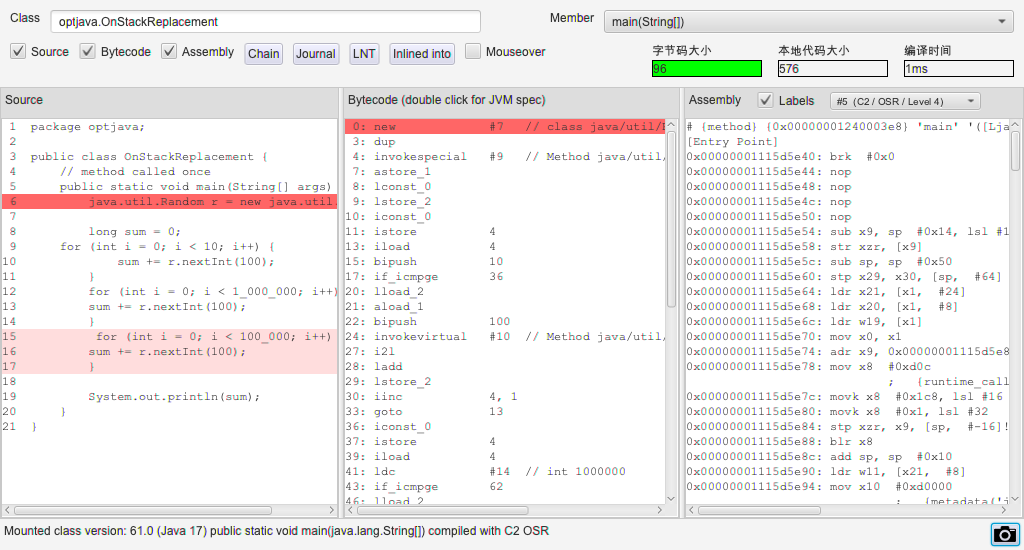 Class
optjava.OnStackReplacement
Member
main(String[])
Source
Bytecode
Assembly
Chain
Journal
LNT
Inlined into
Mouseover
字节码大小
本地代码大小
编译时间
96
576
1ms
Source
1 package optjava;
2
3 public class OnStackReplacement {
4 // method called once
5 public static void main(String[] args)
6 java.util.Random r = new java.util
7
8 long sum = 0;
9 for (int i = 0; i < 10; i++) {
10 sum += r.nextInt(100);
11 }
12 for (int i = 0; i < 1_000_000; i++)
13 sum += r.nextInt(100);
14 }
15 for (int i = 0; i < 100_000; i++)
16 sum += r.nextInt(100);
17 }
18
19 System.out.println(sum);
20 }
21 }
Bytecode (double click for JVM spec)
0: new #7 // class java/util/
3: dup
4: invokespecial #9 // Method java/util/
7: astore_1
8: lconst_0
9: lstore_2
10: iconst_0
11: istore 4
13: iload 4
15: bipush 10
17: if_icmpge 36
20: lload_2
21: aload_1
22: bipush 100
24: invokevirtual #10 // Method java/util/
27: i2l
28: ladd
29: lstore_2
30: iinc 4, 1
33: goto 13
36: iconst_0
37: istore 4
39: iload 4
41: ldc #14 // int 1000000
43: if_icmpge 62
46: lload_2
Assembly
Labels
#5 (C2 / OSR / Level 4)
# {method} {0x00000001240003e8} 'main' '([Lja
[Entry Point]
0x00000001115d5e40: brk #0x0
0x00000001115d5e44: nop
0x00000001115d5e48: nop
0x00000001115d5e4c: nop
0x00000001115d5e50: nop
0x00000001115d5e54: sub x9, sp #0x14, lsl #1
0x00000001115d5e58: str xzr, [x9]
0x00000001115d5e5c: sub sp, sp #0x50
0x00000001115d5e60: stp x29, x30, [sp, #64]
0x00000001115d5e64: ldr x21, [x1, #24]
0x00000001115d5e68: ldr x20, [x1, #8]
0x00000001115d5e6c: ldr w19, [x1]
0x00000001115d5e70: mov x0, x1
0x00000001115d5e74: adr x9, 0x00000001115d5e8
0x00000001115d5e78: mov x8 #0xd0c
; {runtime_call
0x00000001115d5e7c: movk x8 #0x1c8, lsl #16
0x00000001115d5e80: movk x8 #0x1, lsl #32
0x00000001115d5e84: stp xzr, x9, [sp, #-16]!
0x00000001115d5e88: blr x8
0x00000001115d5e8c: add sp, sp #0x10
0x00000001115d5e90: ldr w11, [x21, #8]
0x00000001115d5e94: mov x10 #0xd0000
; {metadata('j
Mounted class version: 61.0 (Java 17) public static void main(java.lang.String[]) compiled with C2 OSR